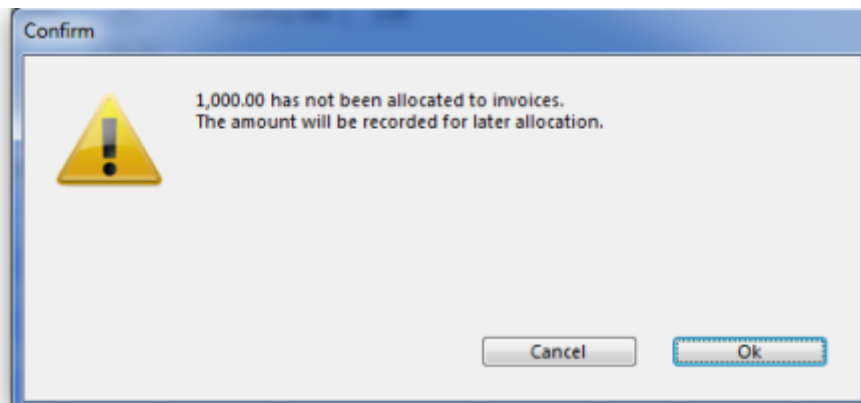 Confirm
1,000.00 has not been allocated to invoices.
The amount will be recorded for later allocation.
Cancel
Ok